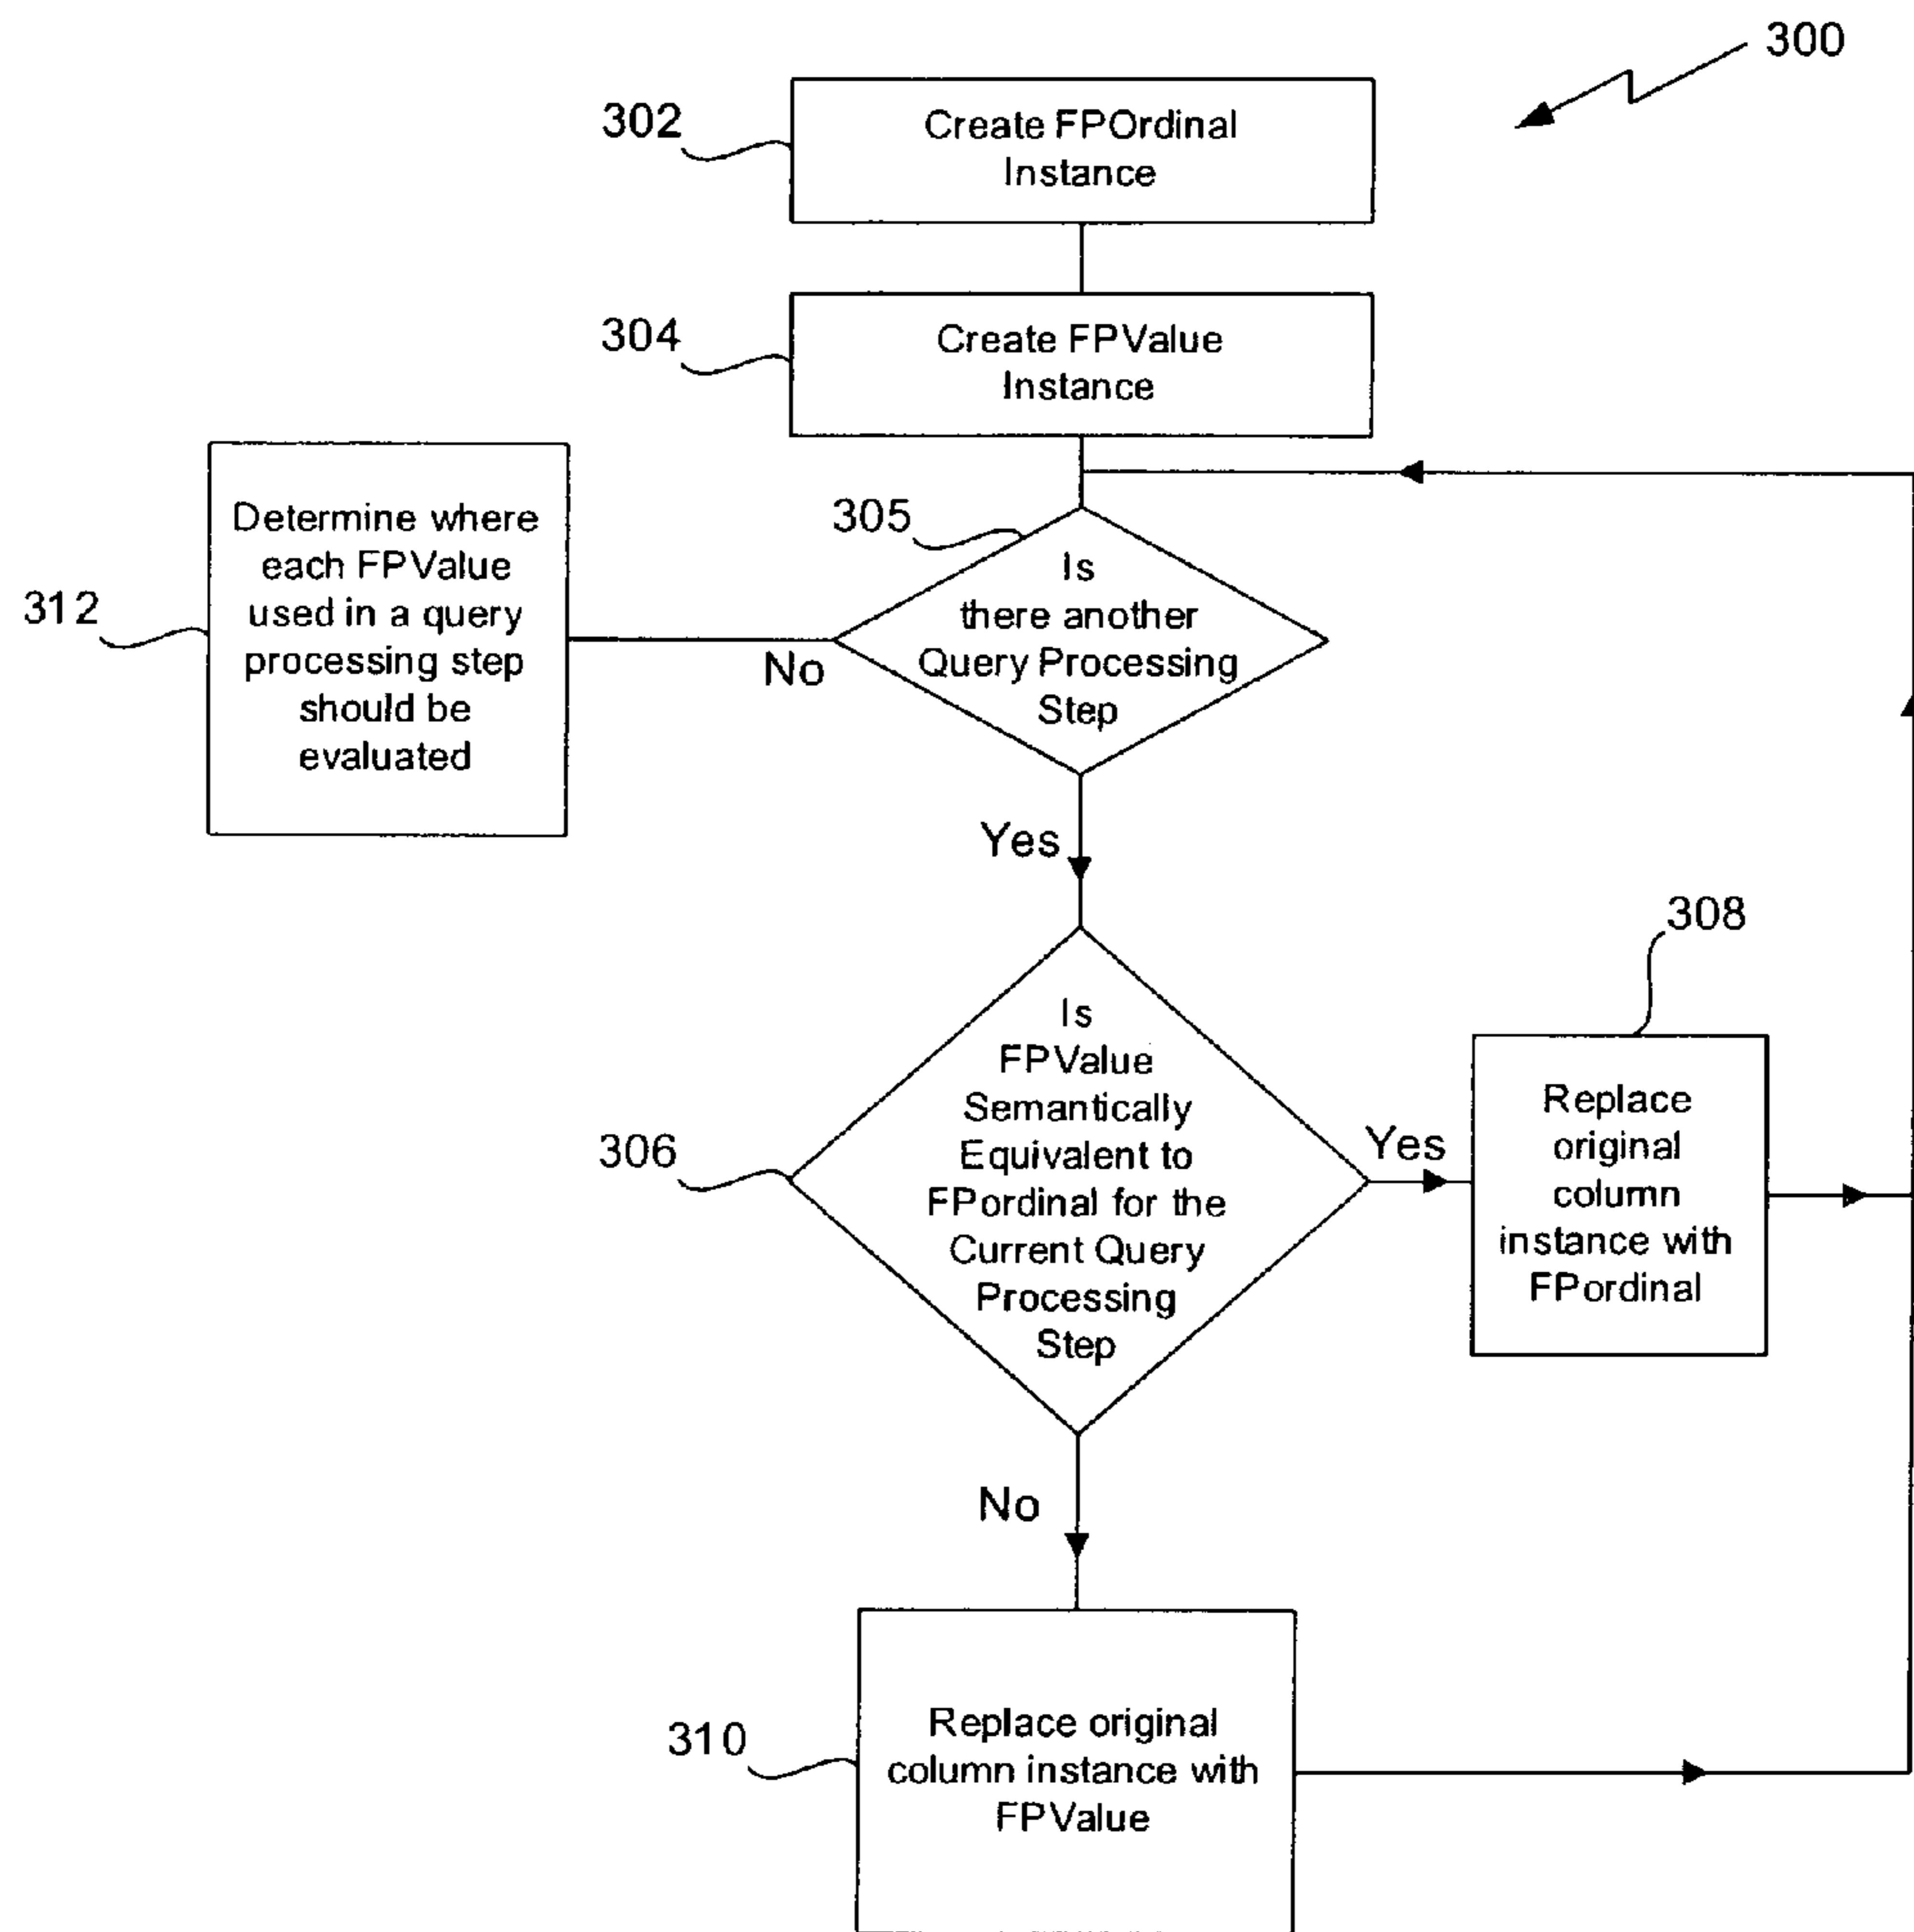 300
302
Create FPOrdinal
Instance
304
Create FPValue
Instance
305
Is
there another
Query Processing
Step
312
Determine where
each FPValue
used in a query
processing step
should be
evaluated
No
Yes
306
Is
FPValue
Semantically
Equivalent to
FPordinal for the
Current Query
Processing
Step
Yes
308
Replace
original
column
instance with
FPordinal
No
310
Replace original
column instance with
FPValue